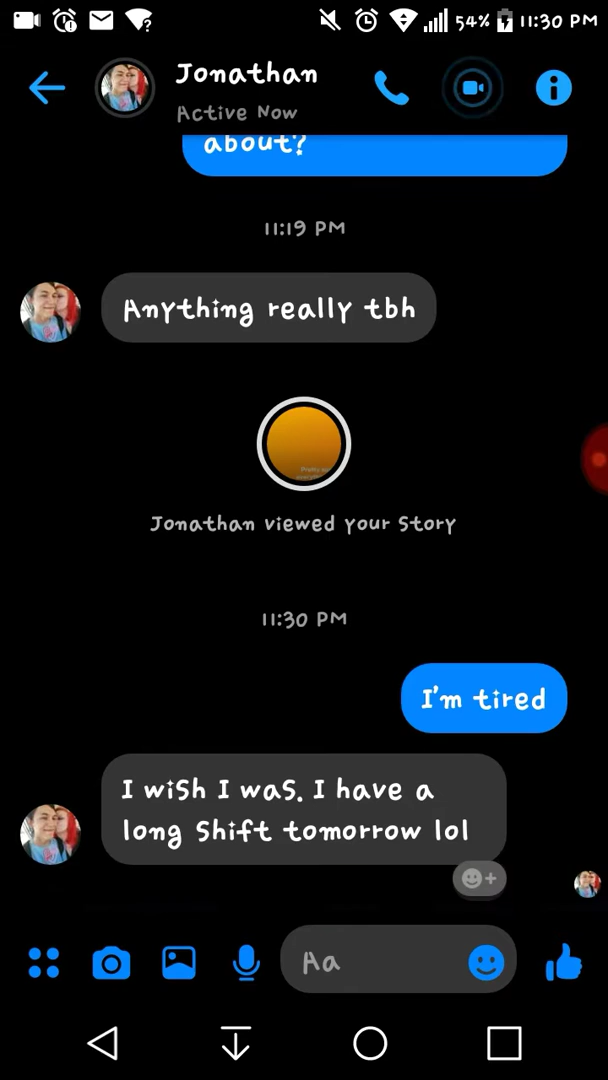 54% 11:30 PM
Jonathan
Active Now
about?
11:19 PM
Anything really tbh
Jonathan viewed your Story
11:30 PM
I'm tired
I wish I was. I have a
long shift tomorrow lol
Aa